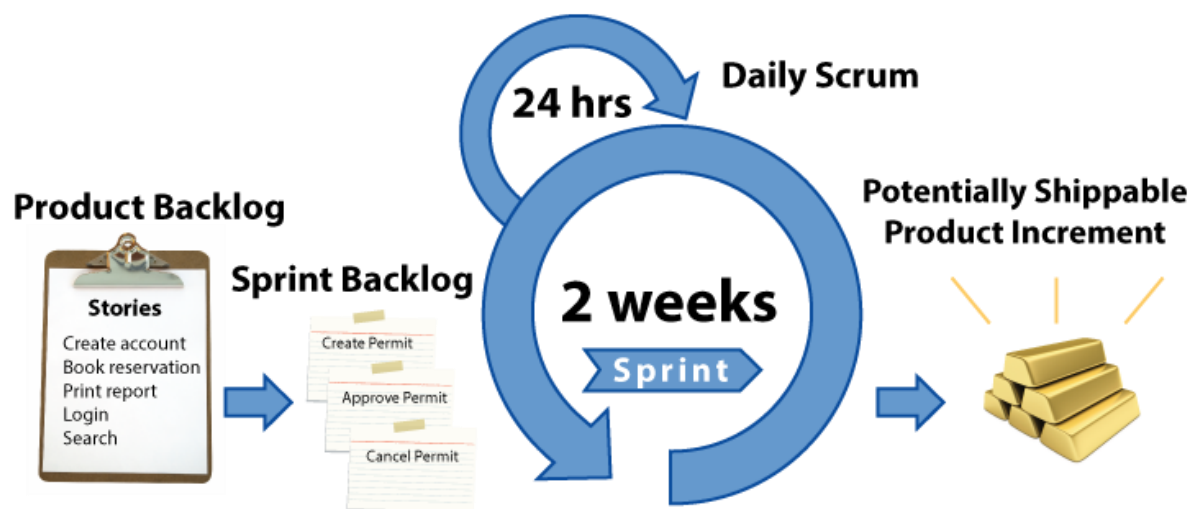 Product Backlog
Stories
Create account
Book reservation
Print report
Login
Search
Sprint Backlog
Create Permit
Approve Permit
Cancel Permit
24 hrs
Daily Scrum
2 weeks
Sprint
Potentially Shippable
Product Increment